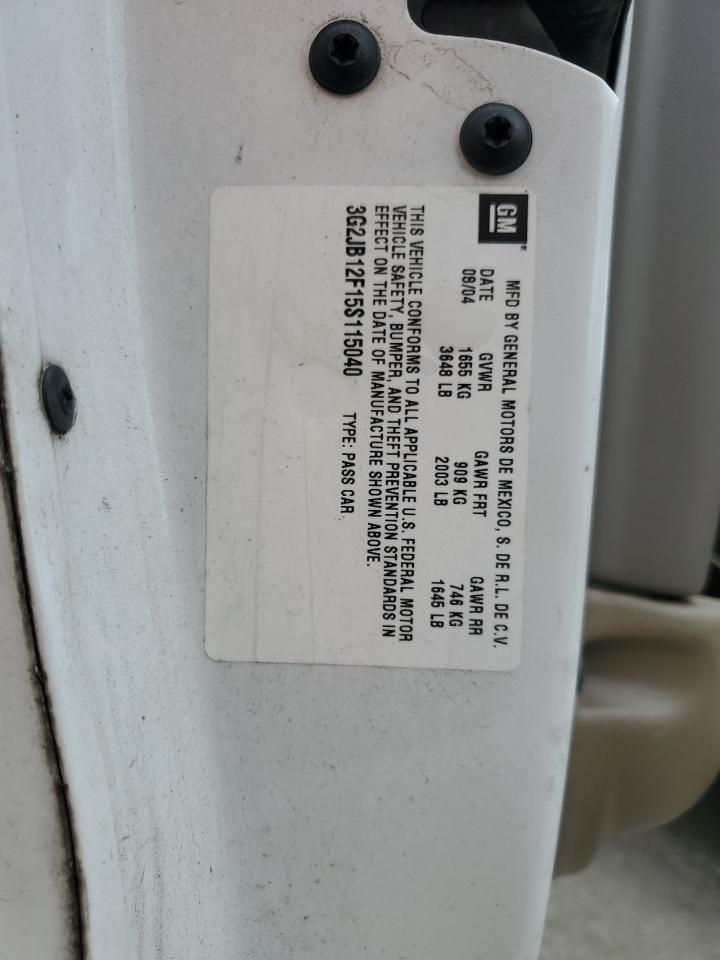 GM
MFD BY GENERAL MOTORS DE MEXICO, S. DE R.L. DE C.V.
DATE GVWR GAWR FRT GAWR RR
08/04 1655 KG 909 KG 746 KG
3648 LB 2003 LB 1645 LB
THIS VEHICLE CONFORMS TO ALL APPLICABLE U.S. FEDERAL MOTOR
VEHICLE SAFETY, BUMPER, AND THEFT PREVENTION STANDARDS IN
EFFECT ON THE DATE OF MANUFACTURE SHOWN ABOVE.
3G2JB12F15S115040 TYPE: PASS CAR